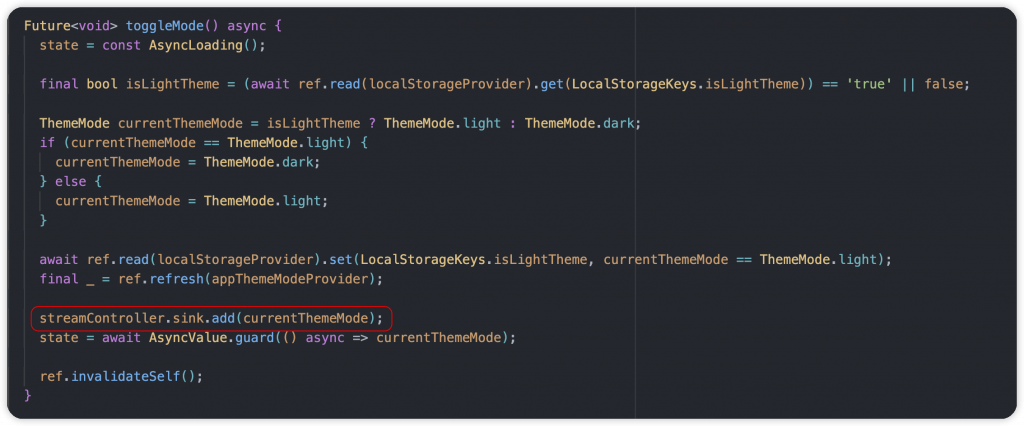 Future<void> toggleMode() async {
state = const AsyncLoading();
final bool isLightTheme = (await ref.read(localStorageProvider).get(LocalStorageKeys.isLightTheme)) == 'true' || false;
ThemeMode currentThemeMode = isLightTheme ? ThemeMode.light : ThemeMode.dark;
if (currentThemeMode == ThemeMode.light) {
currentThemeMode = ThemeMode.dark;
} else {
currentThemeMode = ThemeMode.light;
}
await ref.read(localStorageProvider).set(LocalStorageKeys.isLightTheme, currentThemeMode == ThemeMode.light);
final _ = ref.refresh(appThemeModeProvider);
streamController.sink.add(currentThemeMode);
state = await AsyncValue.guard(() async => currentThemeMode);
ref.invalidateSelf();
}